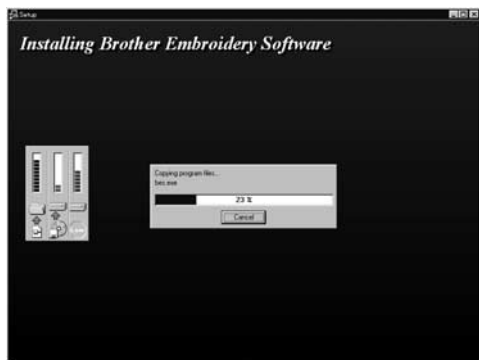 Setup
Installing Brother Embroidery Software
Copying program files...
bes.exe
23 %
Cancel